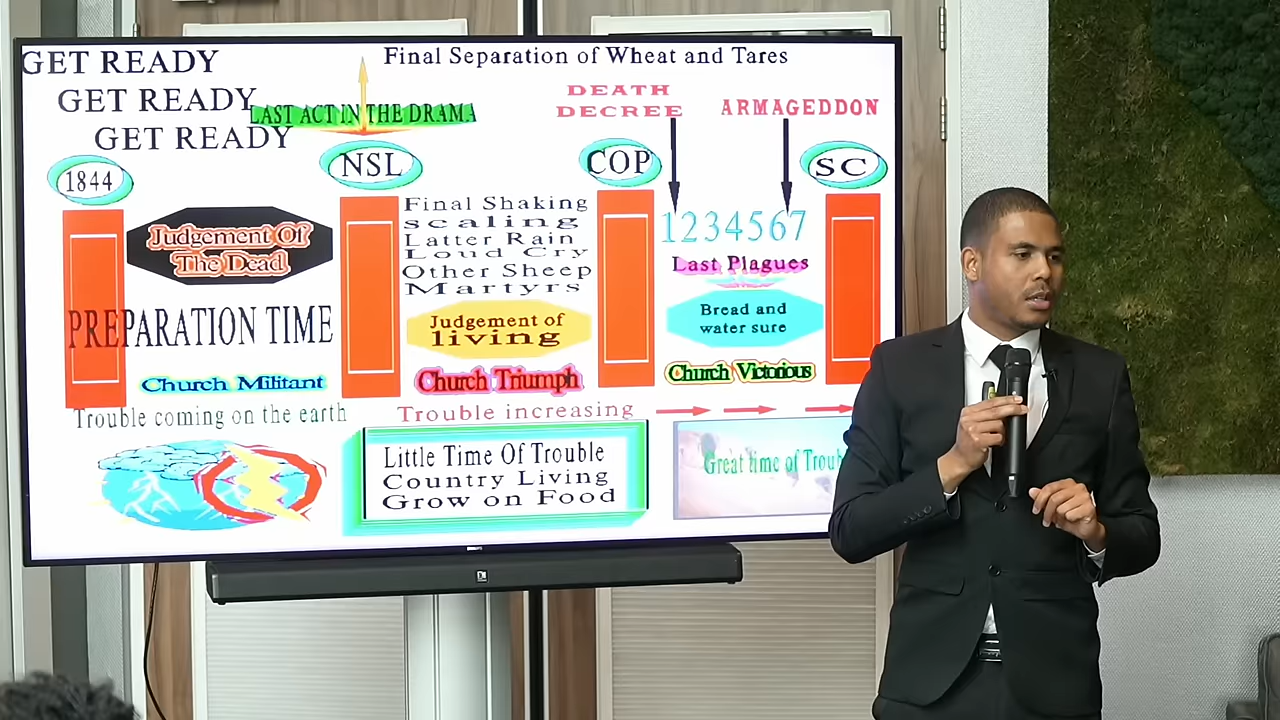 GET READY
GET READY
GET READY
Final Separation of Wheat and Tares
LAST ACT IN THE DRAMA
DEATH
DECREE
ARMAGEDDON
1844
NSL
COP
SC
Judgement Of
The Dead
PREPARATION TIME
Church Militant
Trouble coming on the earth
Final Shaking
scaling
Latter Rain
Loud Cry
Other Sheep
Martyrs
Judgement of
living
Church Triumph
Trouble increasing
Little Time Of Trouble
Country Living
Grow on Food
1234567
Last Plagues
Bread and
water sure
Church Victorious
Great time of